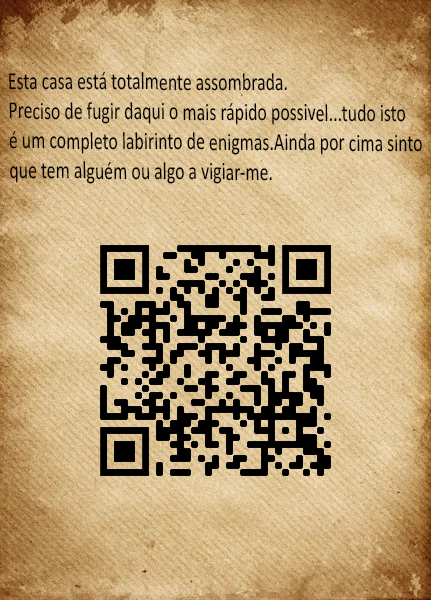 Esta casa está totalmente assombrada.
Preciso de fugir daqui o mais rápido possivel...tudo isto
é um completo labirinto de enigmas.Ainda por cima sinto
que tem alguém ou algo a vigiar-me.